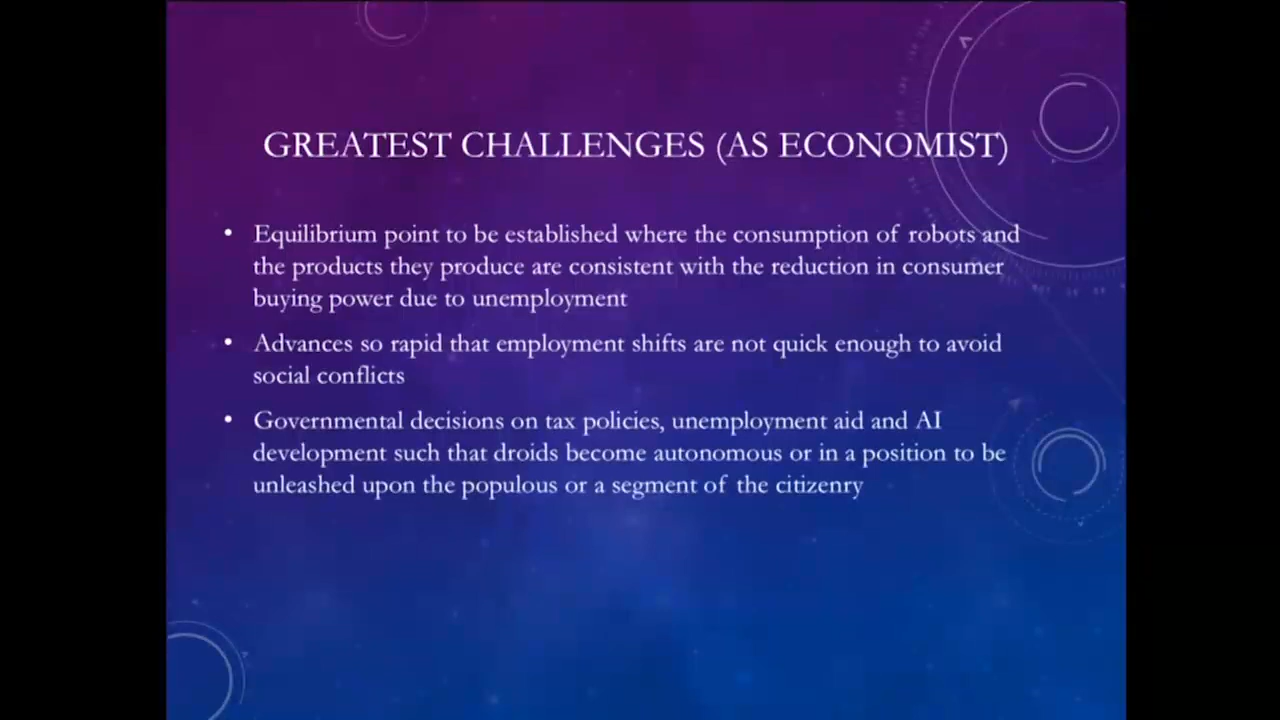 GREATEST CHALLENGES (AS ECONOMIST)
• Equilibrium point to be established where the consumption of robots and
the products they produce are consistent with the reduction in consumer
buying power due to unemployment
• Advances so rapid that employment shifts are not quick enough to avoid
social conflicts
• Governmental decisions on tax policies, unemployment aid and AI
development such that droids become autonomous or in a position to be
unleashed upon the populous or a segment of the citizenry